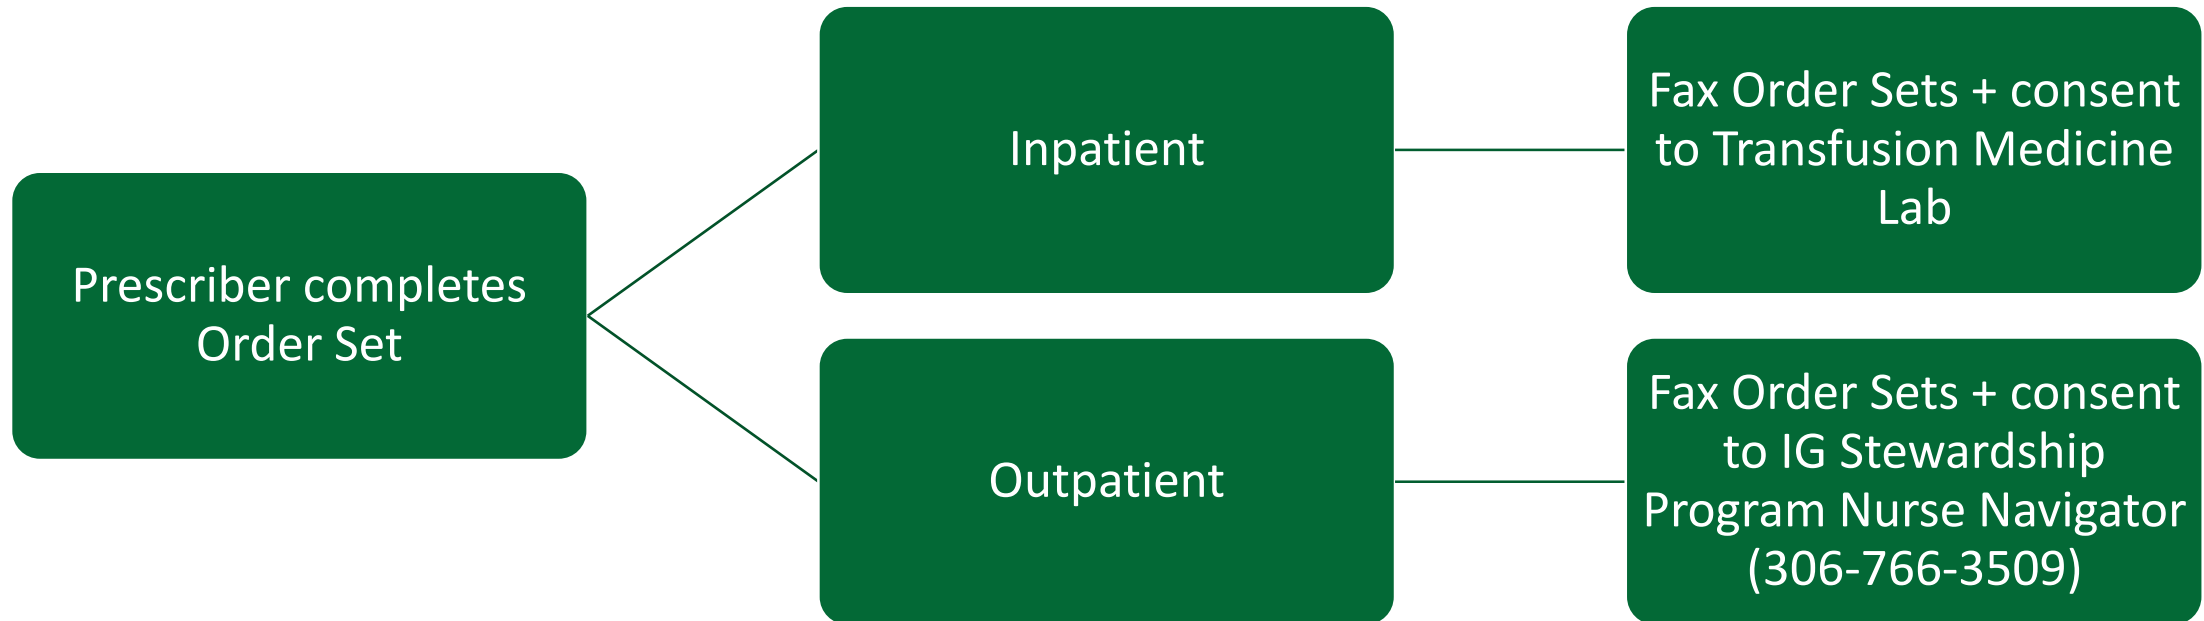 Prescriber completes
Order Set
Inpatient
Fax Order Sets + consent
to Transfusion Medicine
Lab
Outpatient
Fax Order Sets + consent
to IG Stewardship
Program Nurse Navigator
(306-766-3509)